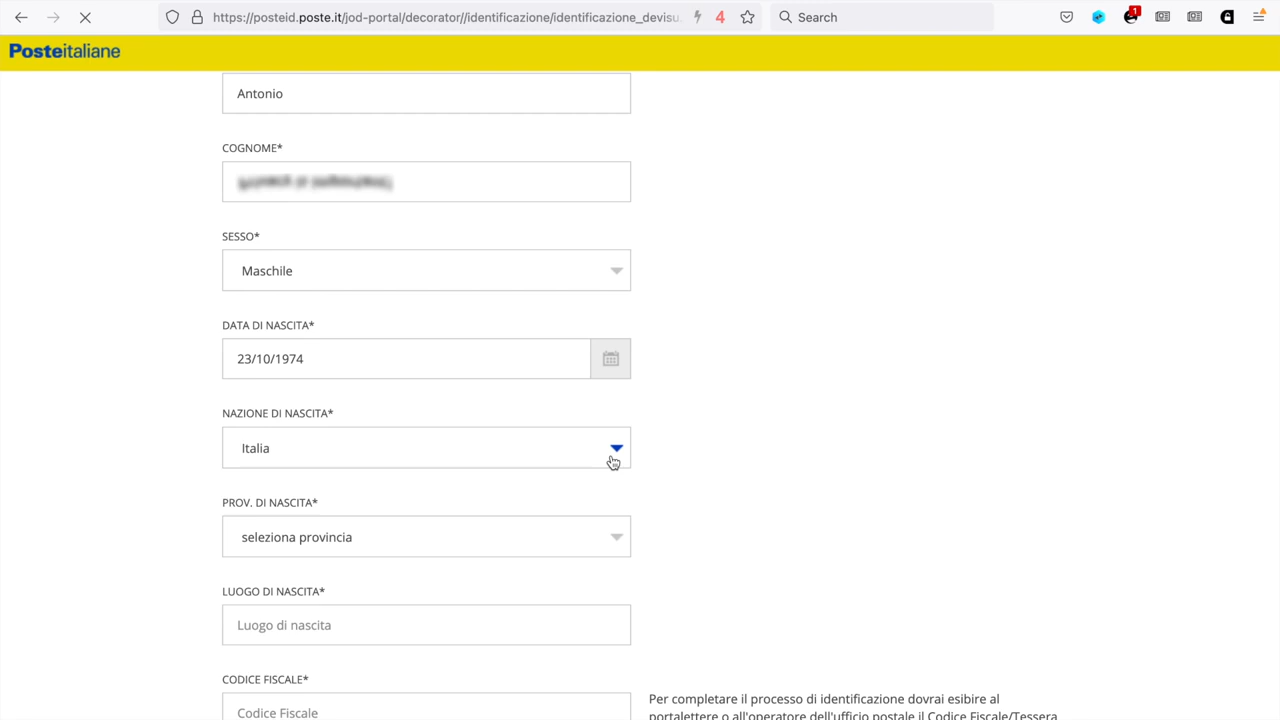 https://posteid.poste.it/jod-portal/decorator//identificazione/identificazione_devisu.
4
Search
1
Posteitaliane
Antonio
COGNOME*
SESSO*
Maschile
DATA DI NASCITA*
23/10/1974
NAZIONE DI NASCITA*
Italia
PROV. DI NASCITA*
seleziona provincia
LUOGO DI NASCITA*
Luogo di nascita
CODICE FISCALE*
Codice Fiscale
Per completare il processo di identificazione dovrai esibire al
portalettere o all'operatore dell'ufficio postale il Codice Fiscale/Tessera